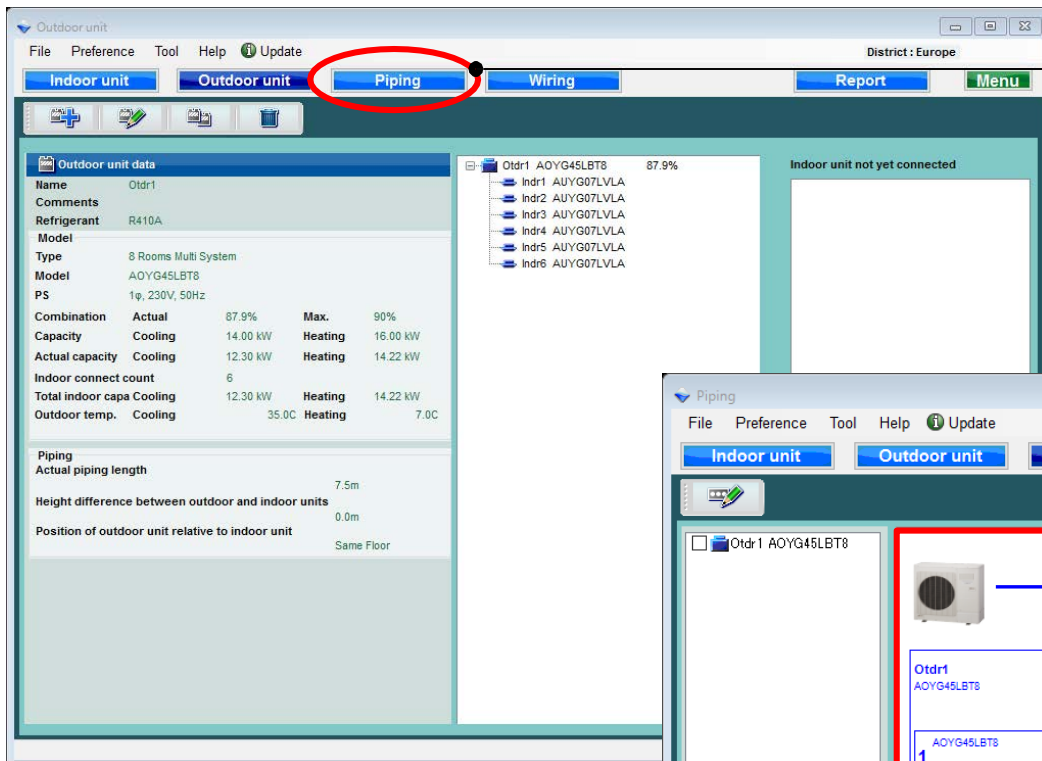 Outdoor unit
File Preference Tool Help Update District : Europe
Indoor unit Outdoor unit Piping Wiring Report Menu
Outdoor unit data
Name Otdr1
Comments
Refrigerant R410A
Model
Type 8 Rooms Multi System
Model AOYG45LBT8
PS 1φ, 230V, 50Hz
Combination Actual 87.9% Max. 90%
Capacity Cooling 14.00 kW Heating 16.00 kW
Actual capacity Cooling 12.30 kW Heating 14.22 kW
Indoor connect count 6
Total indoor capa Cooling 12.30 kW Heating 14.22 kW
Outdoor temp. Cooling 35.0C Heating 7.0C
Piping
Actual piping length
7.5m
Height difference between outdoor and indoor units
0.0m
Position of outdoor unit relative to indoor unit
Same Floor
Otdr1 AOYG45LBT8 87.9%
Indr1 AUYG07LVLA
Indr2 AUYG07LVLA
Indr3 AUYG07LVLA
Indr4 AUYG07LVLA
Indr5 AUYG07LVLA
Indr6 AUYG07LVLA
Indoor unit not yet connected
Piping
File Preference Tool Help Update
Indoor unit Outdoor unit
Otdr1 AOYG45LBT8
Otdr1
AOYG45LBT8
AOYG45LBT8
1